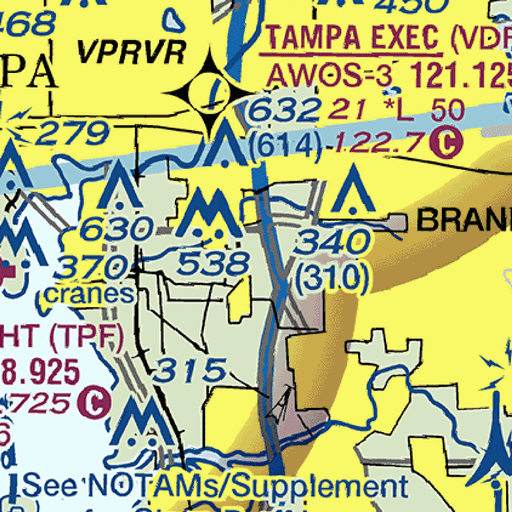 468
VPRVR
450
TAMPA EXEC (VDF
PA
AWOS-3 121.125
632 21 *L 50
279
(614) 122.7 C
630
BRAN
370
538
340
cranes
(310)
HT (TPF)
8.925
315
.725 C
6
See NOTAMs/Supplement